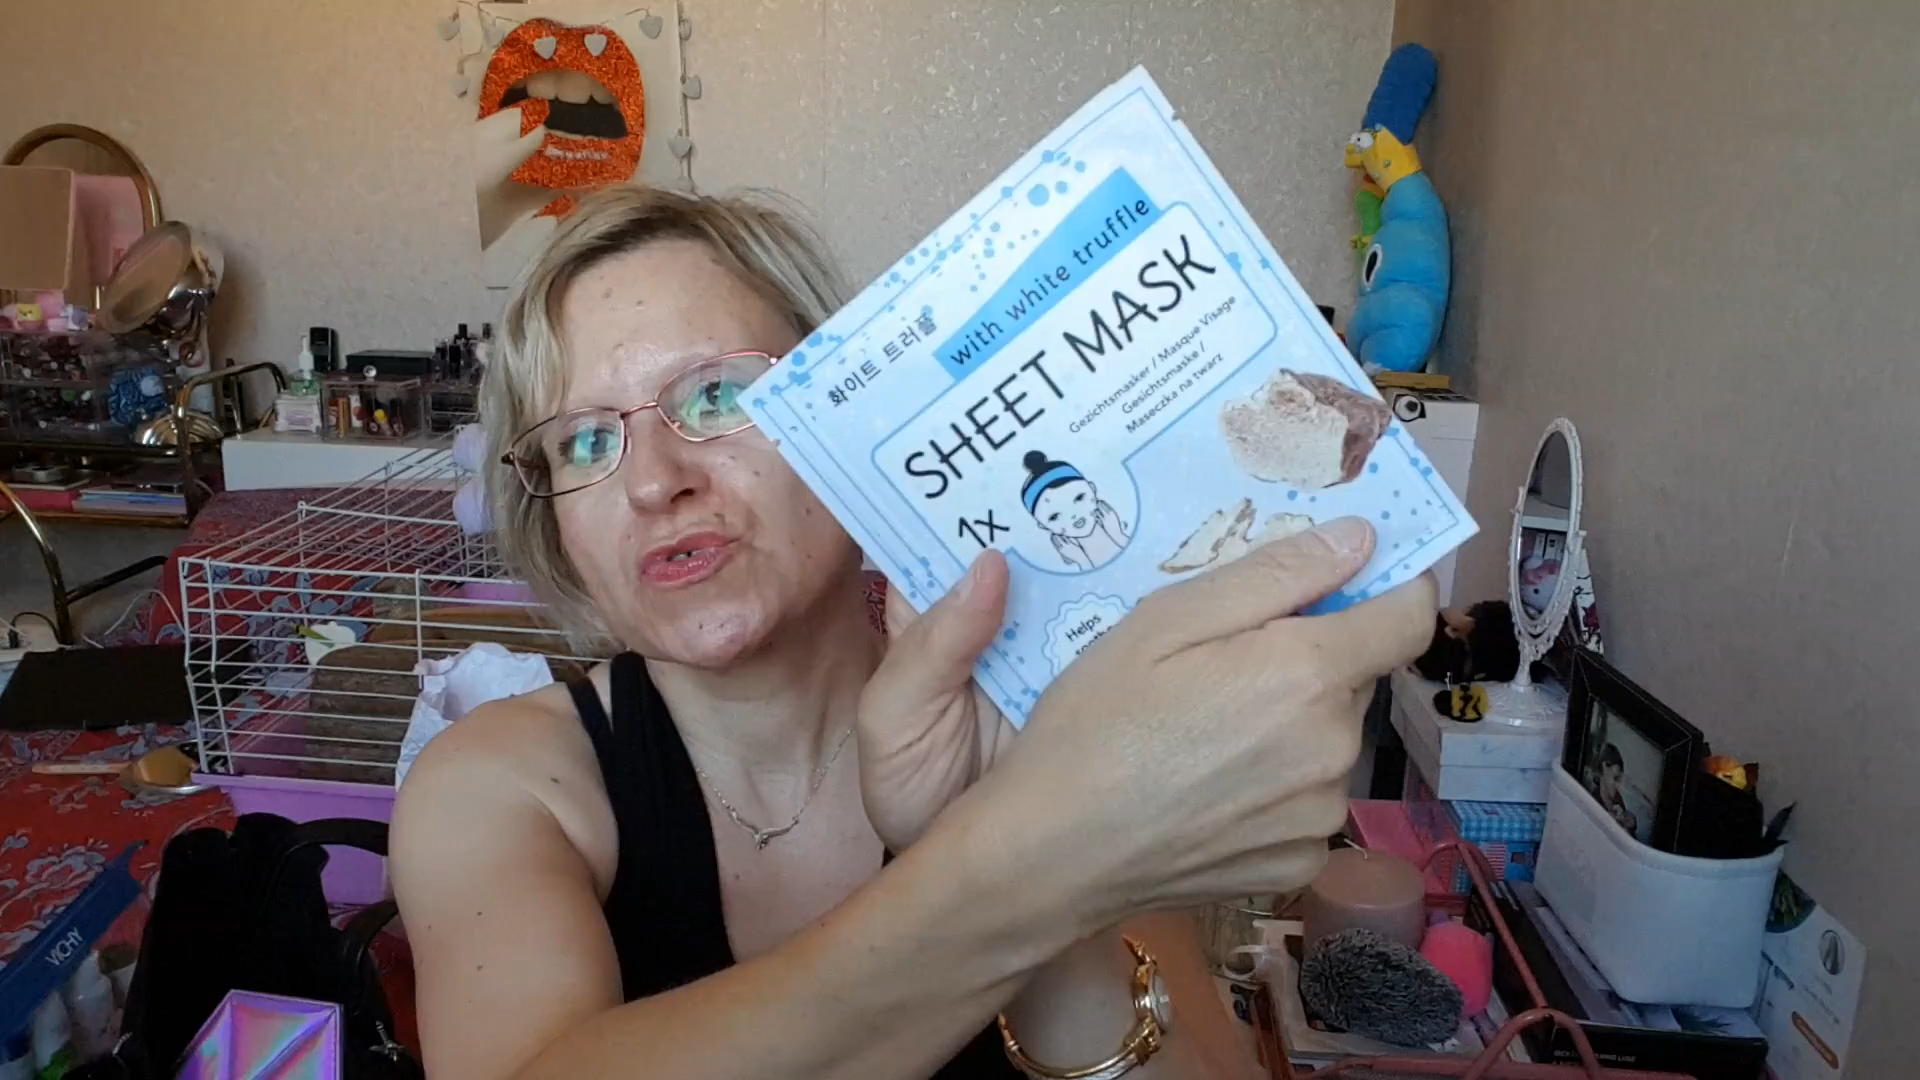 화이트 트러플
with white truffle
SHEET MASK
Gezichtsmasker / Masque Visage
Gesichtsmaske /
Maseczka na twarz
1x
Helps
VICHY